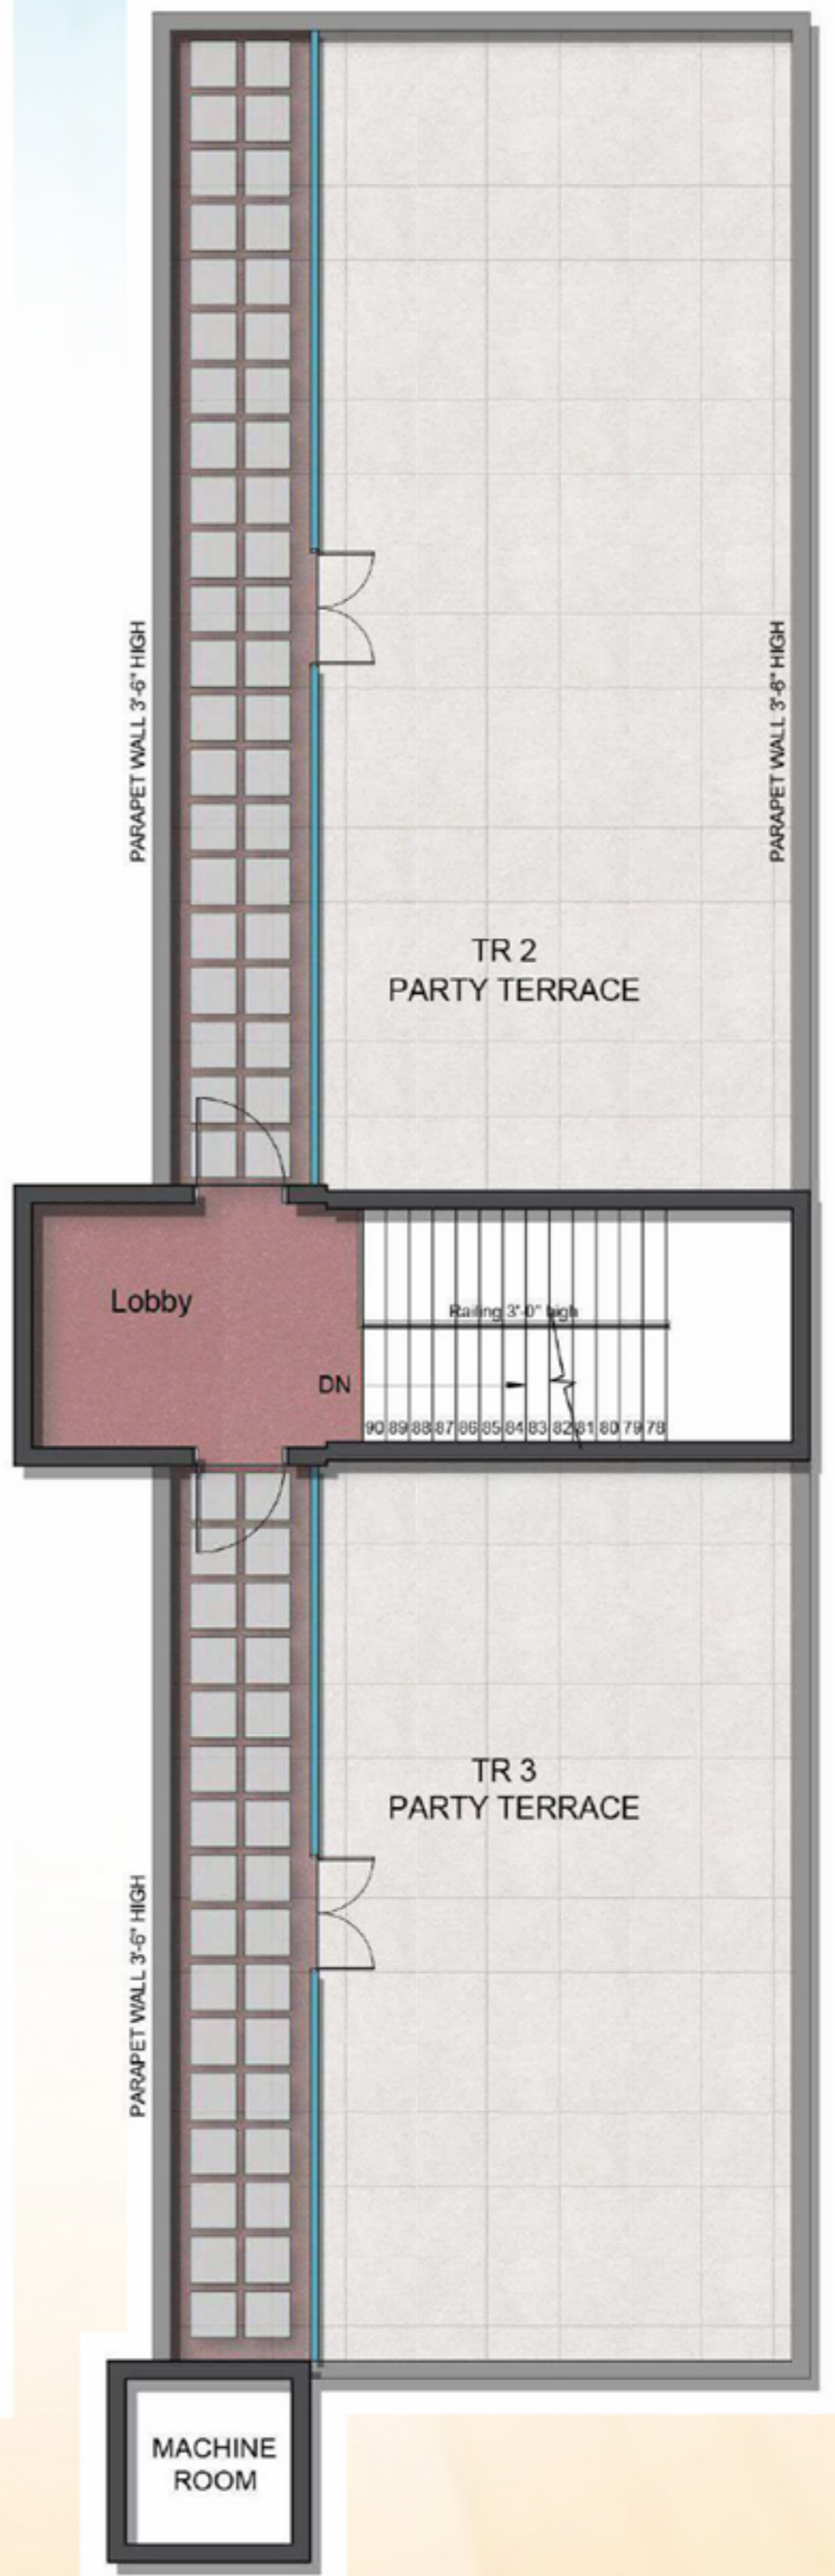 PARAPET WALL 3'-6" HIGH
PARAPET WALL 3'-6" HIGH
TR 2
PARTY TERRACE
Lobby
Railing 3'-0" high
DN
90 89 88 87 86 85 84 83 82 81 80 79 78
TR 3
PARTY TERRACE
PARAPET WALL 3'-6" HIGH
MACHINE
ROOM